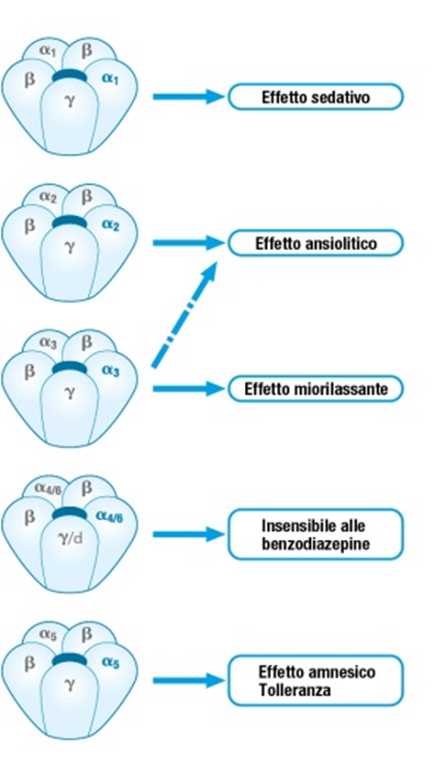 α1 β
β α1
γ
Effetto sedativo
α2 β
β α2
γ
Effetto ansiolitico
α3 β
β α3
γ
Effetto miorilassante
α4/6 β
β α4/6
γ/d
Insensibile alle
benzodiazepine
α5 β
β α5
γ
Effetto amnesico
Tolleranza